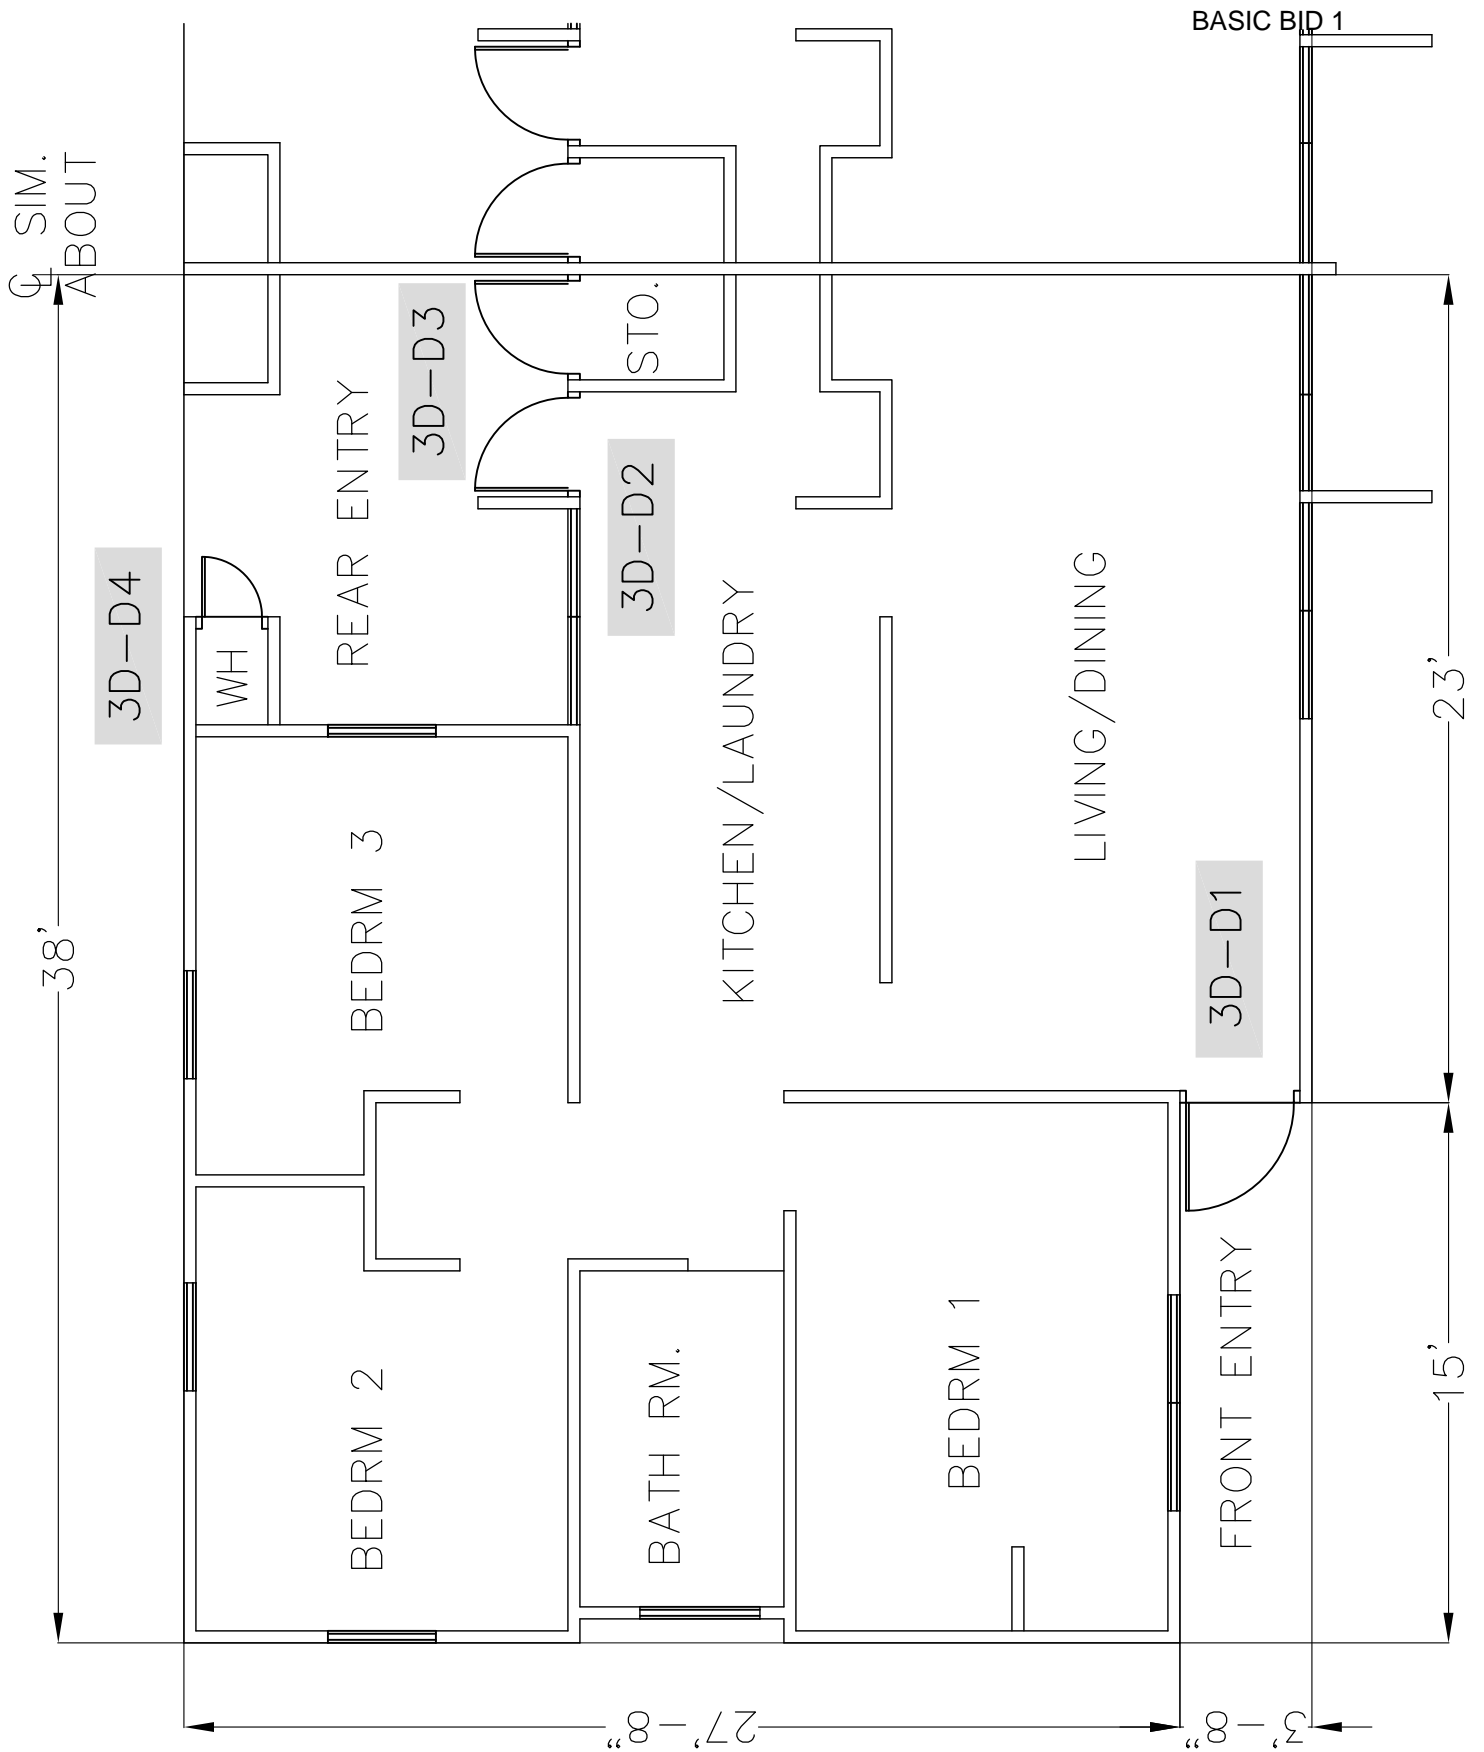 BASIC BID 1
℄ SIM.
ABOUT
38'
3D-D4
3D-D3
REAR ENTRY
WH
STO.
3D-D2
BEDRM 3
KITCHEN/LAUNDRY
LIVING/DINING
3D-D1
23'
BEDRM 2
BATH RM.
BEDRM 1
FRONT ENTRY
15'
27'-8"
3'-8"